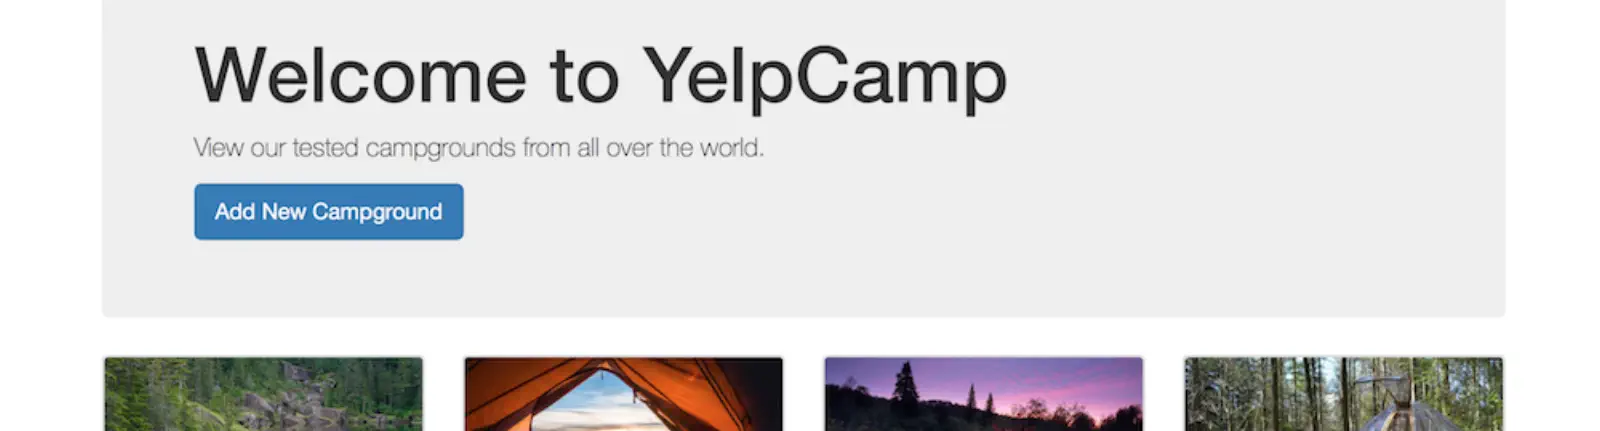 Welcome to YelpCamp
View our tested campgrounds from all over the world.
Add New Campground